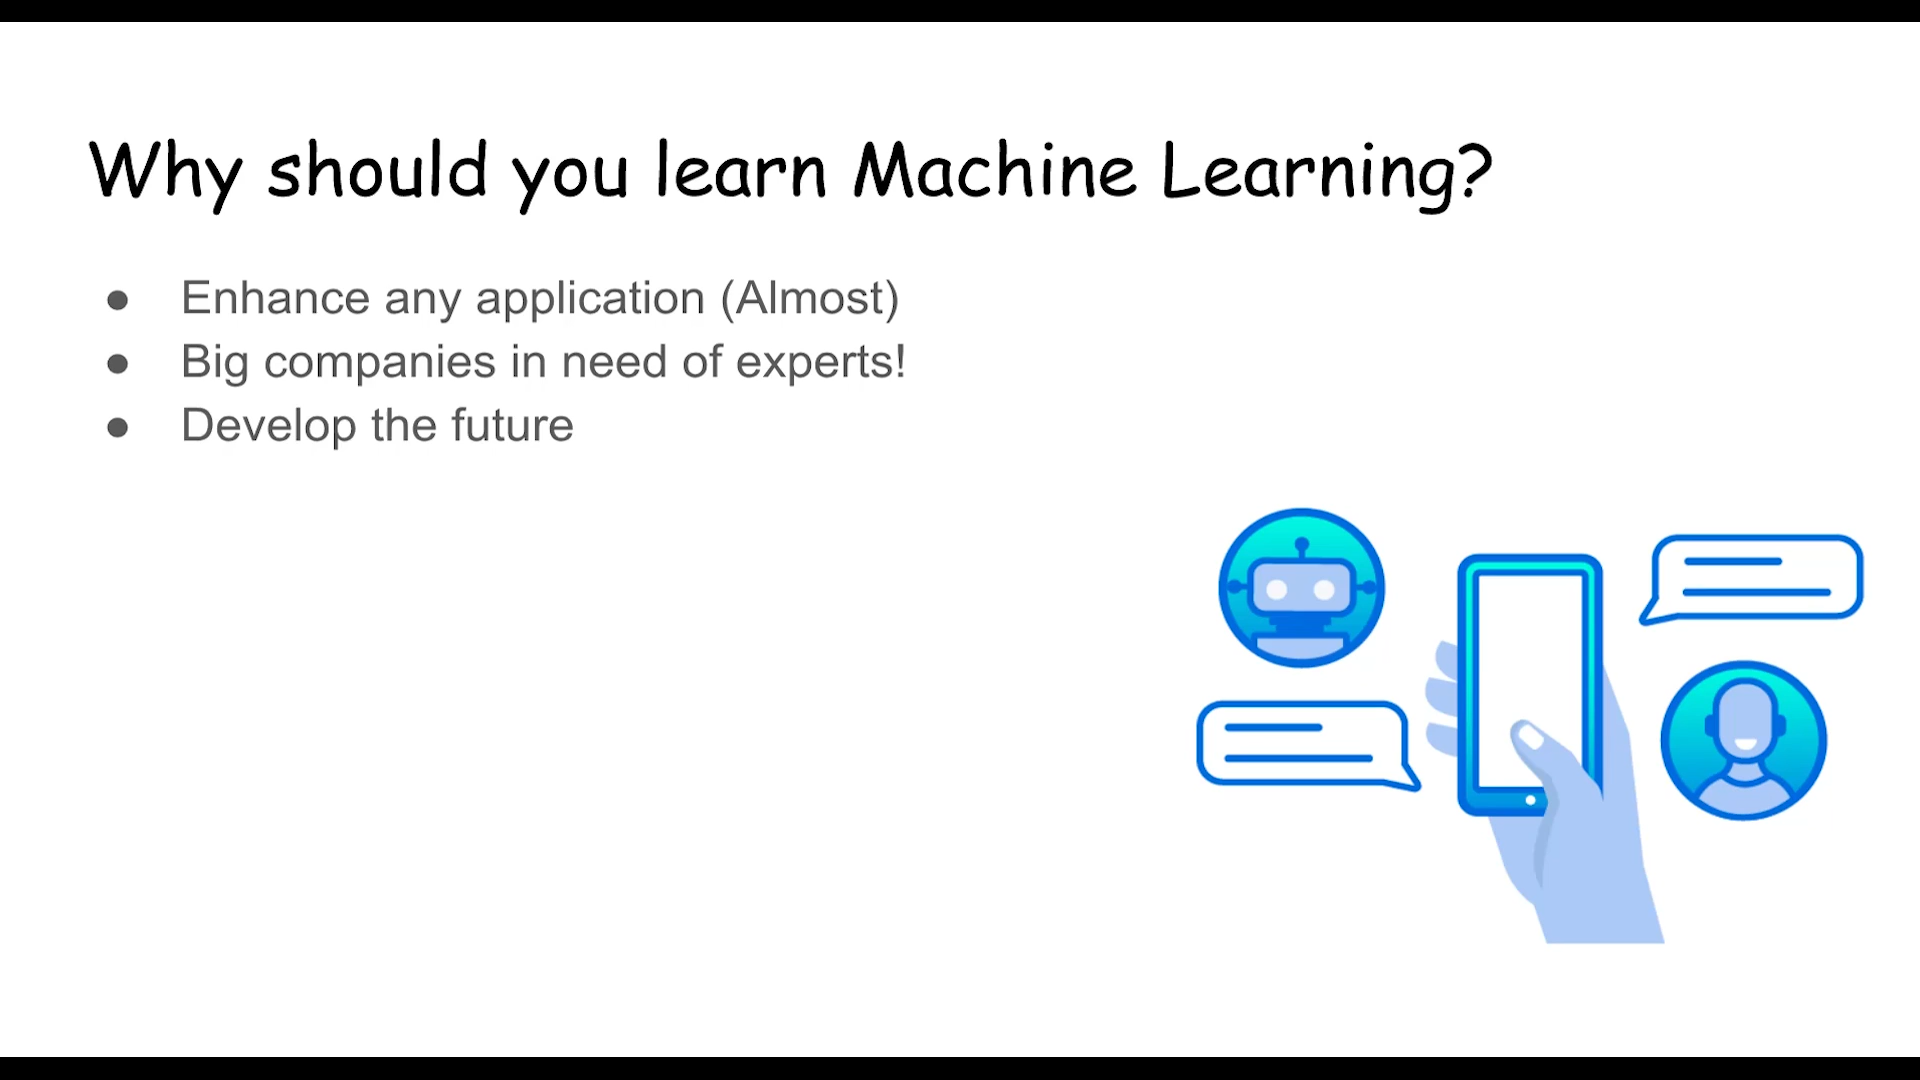 Why should you learn Machine Learning?
● Enhance any application (Almost)
● Big companies in need of experts!
● Develop the future